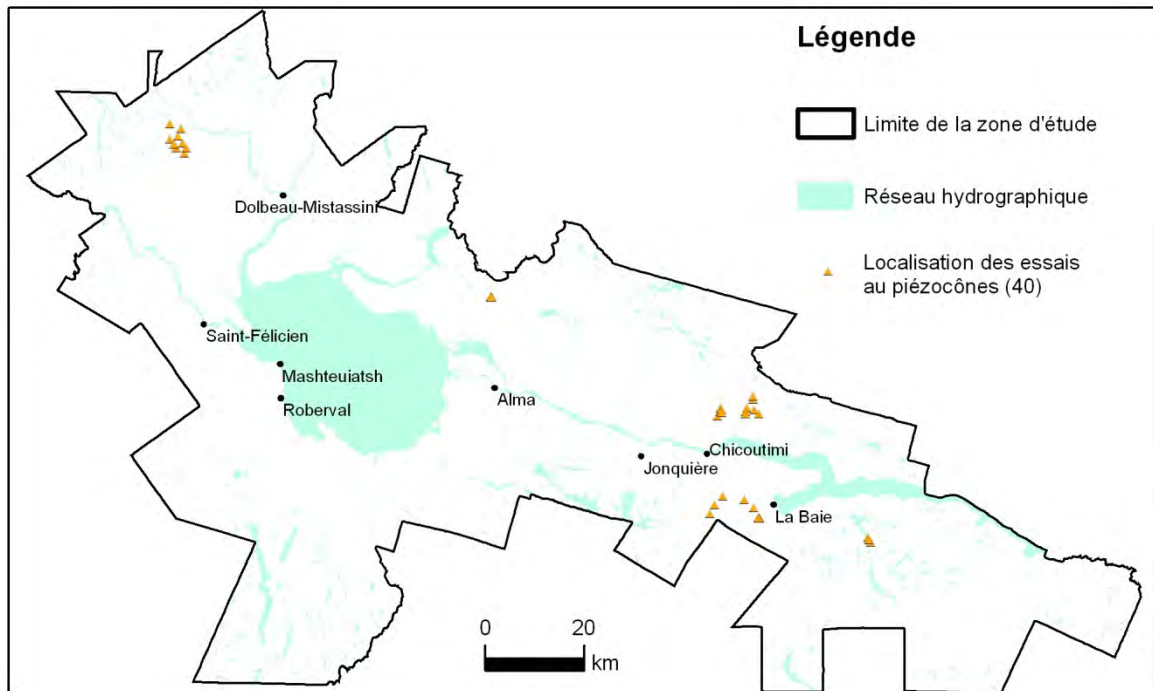 Légende
Limite de la zone d'étude
Réseau hydrographique
Localisation des essais
au piézocônes (40)
Dolbeau-Mistassini
Saint-Félicien
Mashteuiatsh
Roberval
Alma
Chicoutimi
Jonquière
La Baie
0 20
km